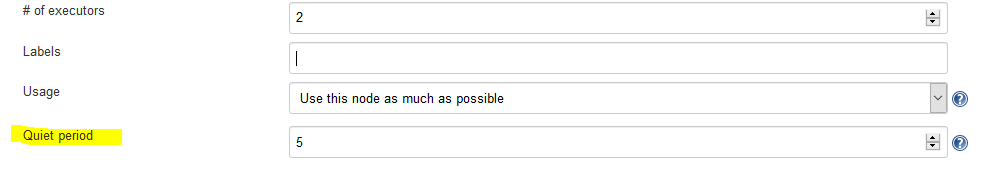 # of executors
2
Labels
Usage
Use this node as much as possible
Quiet period
5